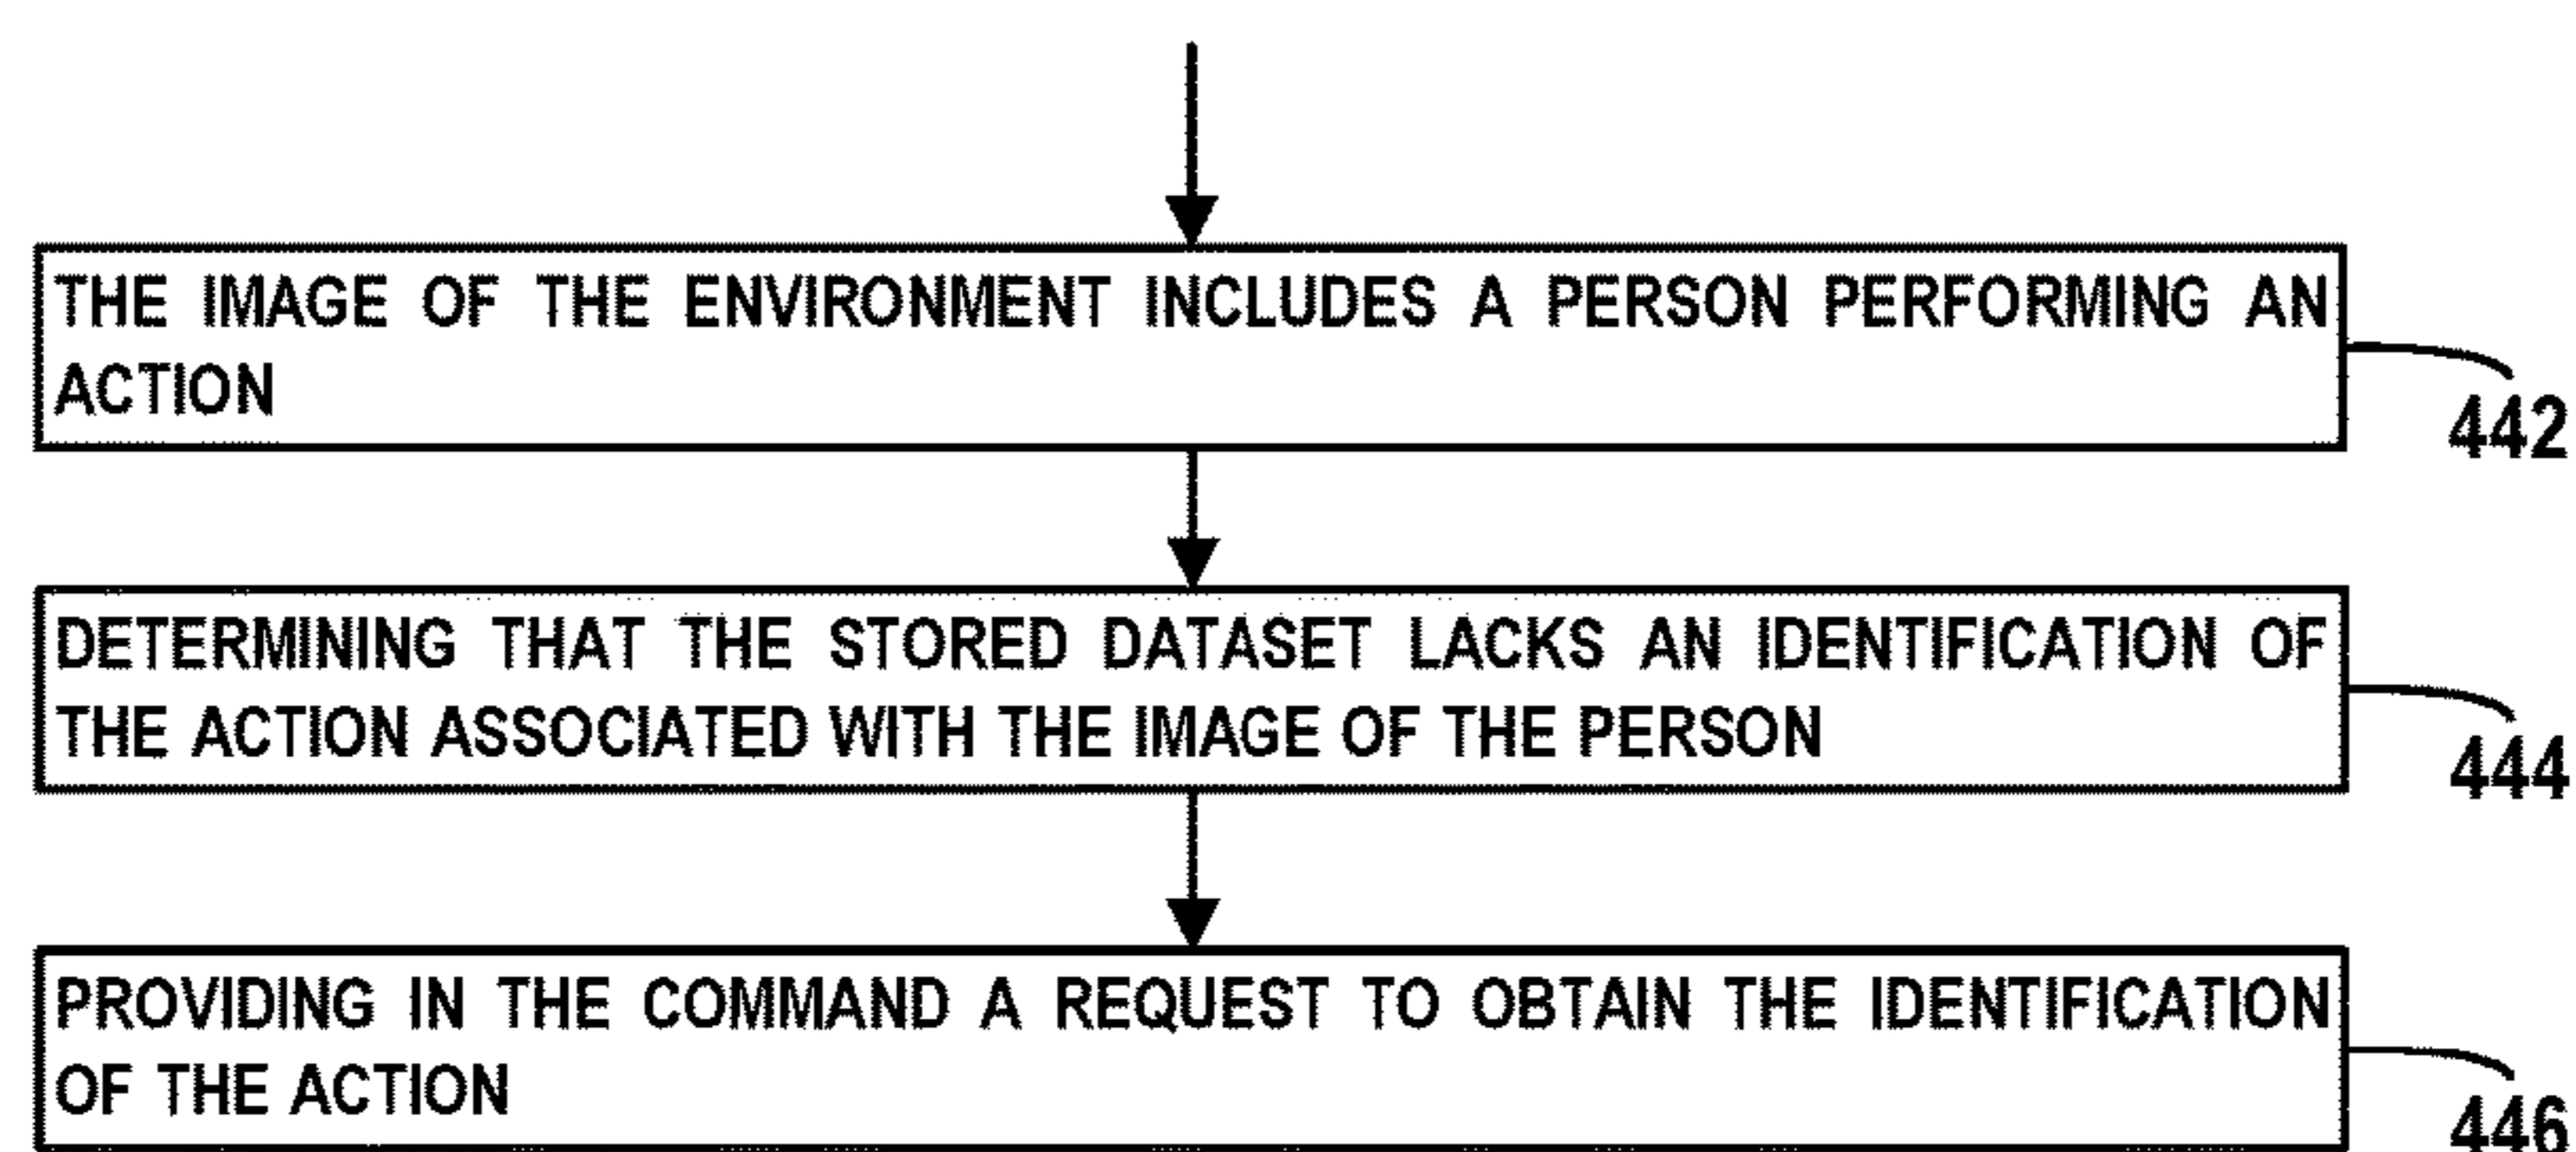 THE IMAGE OF THE ENVIRONMENT INCLUDES A PERSON PERFORMING AN
ACTION
442
DETERMINING THAT THE STORED DATASET LACKS AN IDENTIFICATION OF
THE ACTION ASSOCIATED WITH THE IMAGE OF THE PERSON
444
PROVIDING IN THE COMMAND A REQUEST TO OBTAIN THE IDENTIFICATION
OF THE ACTION
446